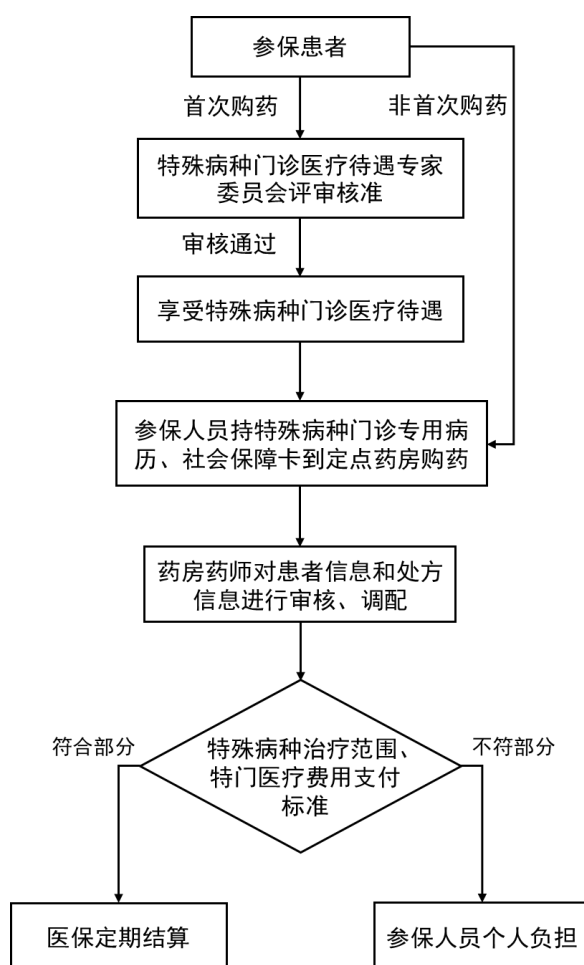 参保患者
首次购药
非首次购药
特殊病种门诊医疗待遇专家
委员会评审核准
审核通过
享受特殊病种门诊医疗待遇
参保人员持特殊病种门诊专用病
历、社会保障卡到定点药房购药
药房药师对患者信息和处方
信息进行审核、调配
符合部分
特殊病种治疗范围、
特门医疗费用支付
标准
不符部分
医保定期结算
参保人员个人负担